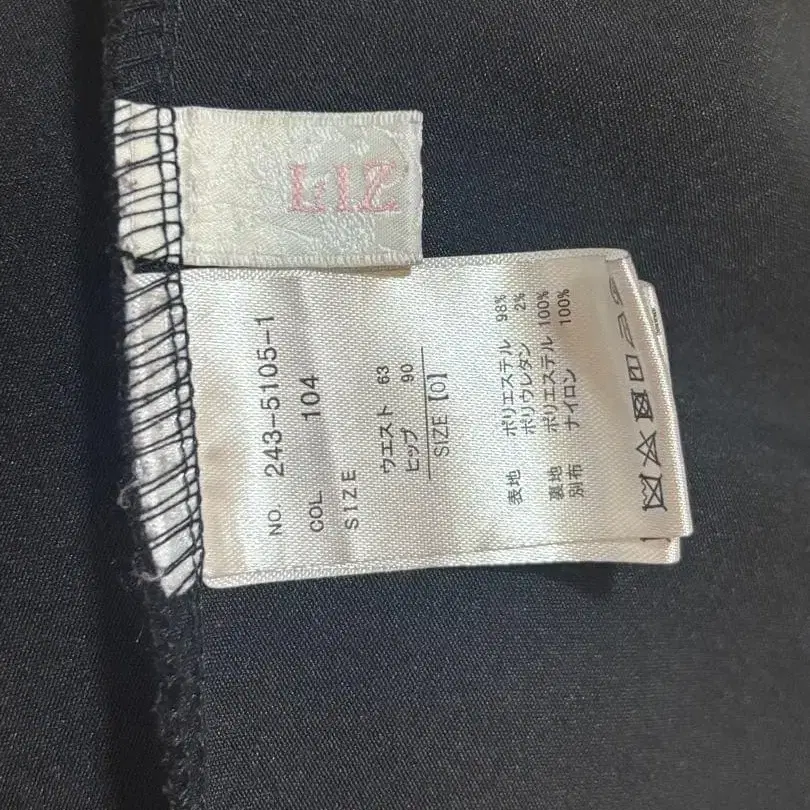 LIZ
NO. 243-5105-1
COL 104
SIZE
ウエスト 63
ヒップ 90
SIZE【0】
表地 ポリエステル 98%
ポリウレタン 2%
裏地 ポリエステル 100%
別布 ナイロン 100%